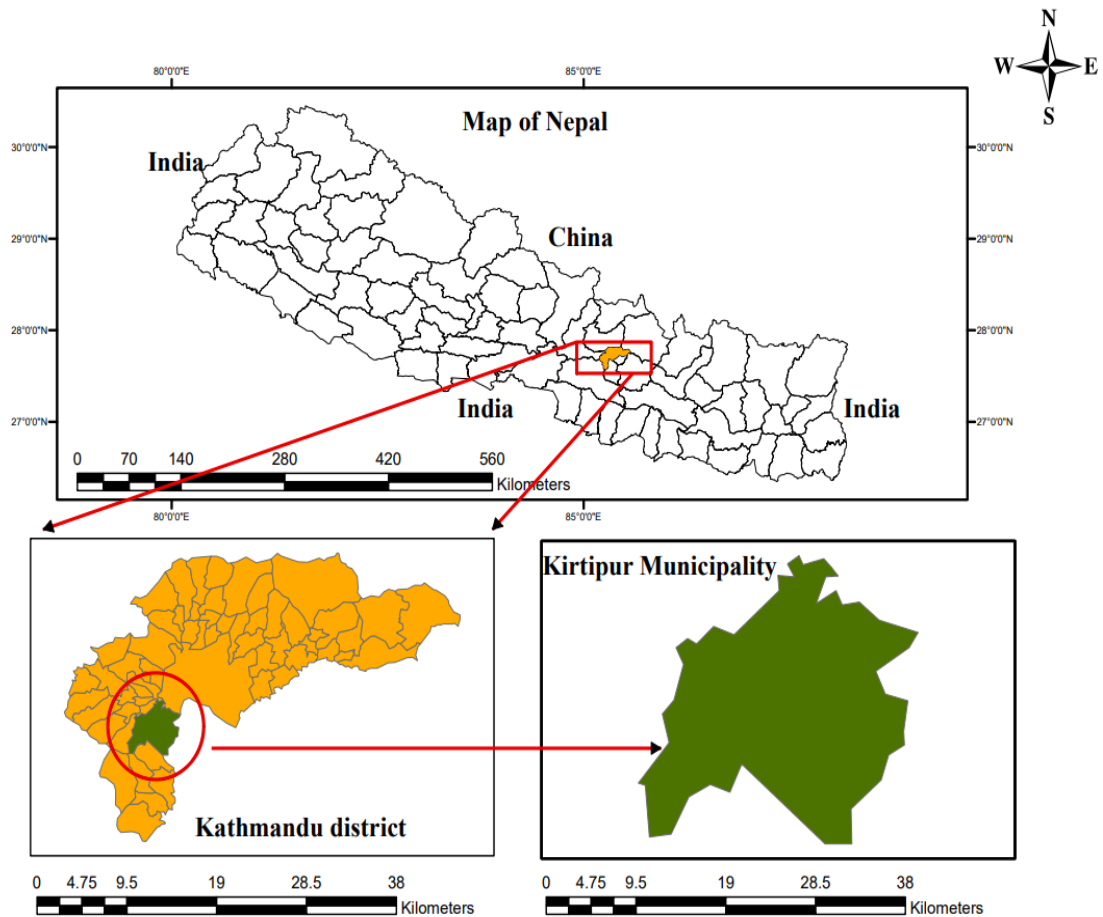 N
W E
S
80°0'0"E 85°0'0"E
Map of Nepal
30°0'0"N 30°0'0"N
India
China
29°0'0"N 29°0'0"N
28°0'0"N 28°0'0"N
India India
27°0'0"N 27°0'0"N
0 70 140 280 420 560
Kilometers
80°0'0"E 85°0'0"E
Kirtipur Municipality
Kathmandu district
0 4.75 9.5 19 28.5 38
Kilometers
0 4.75 9.5 19 28.5 38
Kilometers